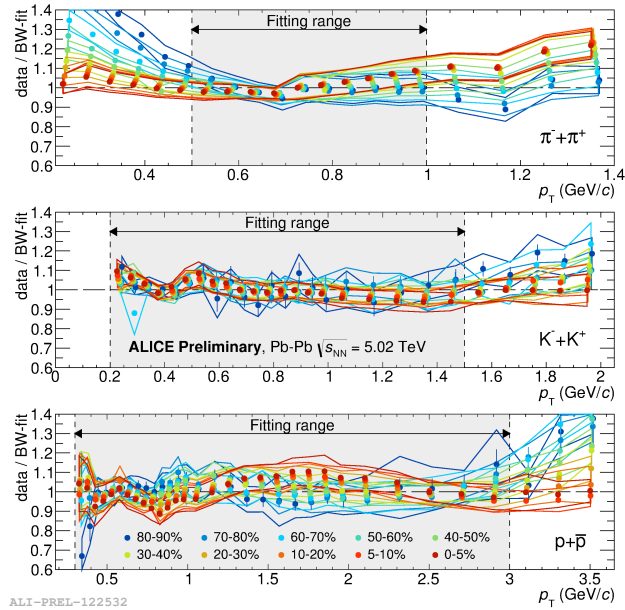 data / BW-fit
1.4
1.3
1.2
1.1
1
0.9
0.8
0.7
0.6
Fitting range
π⁻+π⁺
0.4 0.6 0.8 1 1.2 1.4
p_T (GeV/c)
data / BW-fit
1.4
1.3
1.2
1.1
1
0.9
0.8
0.7
0.6
Fitting range
K⁻+K⁺
ALICE Preliminary, Pb-Pb √s_NN = 5.02 TeV
0 0.2 0.4 0.6 0.8 1 1.2 1.4 1.6 1.8 2
p_T (GeV/c)
data / BW-fit
1.4
1.3
1.2
1.1
1
0.9
0.8
0.7
0.6
Fitting range
80-90% 70-80% 60-70% 50-60% 40-50%
30-40% 20-30% 10-20% 5-10% 0-5%
p+p̅
0.5 1 1.5 2 2.5 3 3.5
p_T (GeV/c)
ALI-PREL-122532